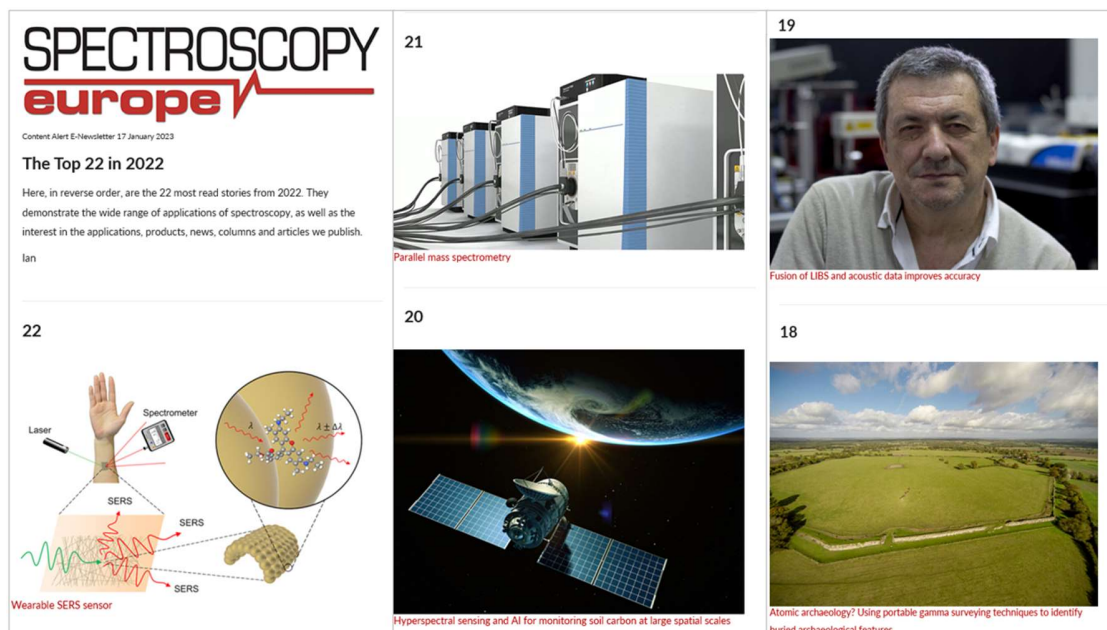 SPECTROSCOPY
europe
Content Alert E-Newsletter 17 January 2023
The Top 22 in 2022
Here, in reverse order, are the 22 most read stories from 2022. They
demonstrate the wide range of applications of spectroscopy, as well as the
interest in the applications, products, news, columns and articles we publish.
Ian
22
Laser
Spectrometer
λ
λ ± Δλ
SERS
SERS
SERS
Wearable SERS sensor
21
Parallel mass spectrometry
20
Hyperspectral sensing and AI for monitoring soil carbon at large spatial scales
19
Fusion of LIBS and acoustic data improves accuracy
18
Atomic archaeology? Using portable gamma surveying techniques to identify
buried archaeological features